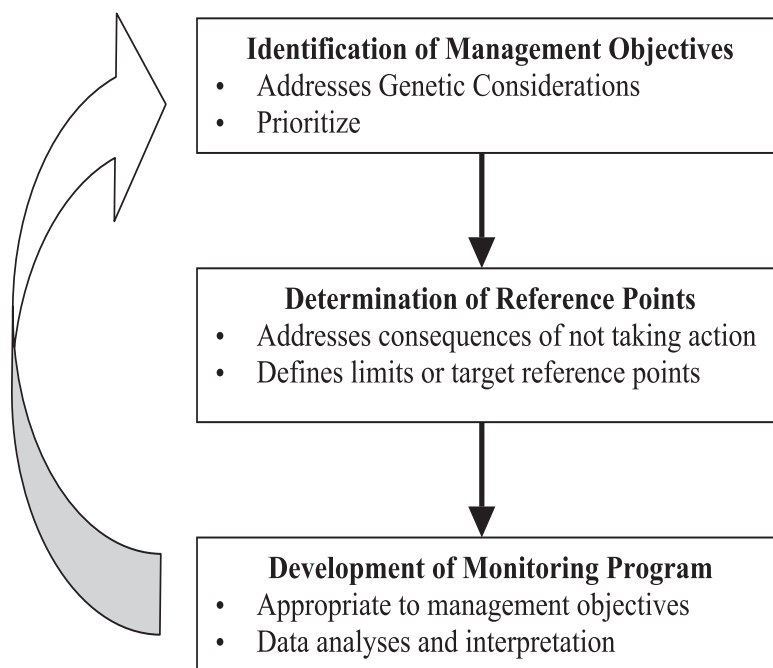 Identification of Management Objectives
• Addresses Genetic Considerations
• Prioritize
Determination of Reference Points
• Addresses consequences of not taking action
• Defines limits or target reference points
Development of Monitoring Program
• Appropriate to management objectives
• Data analyses and interpretation